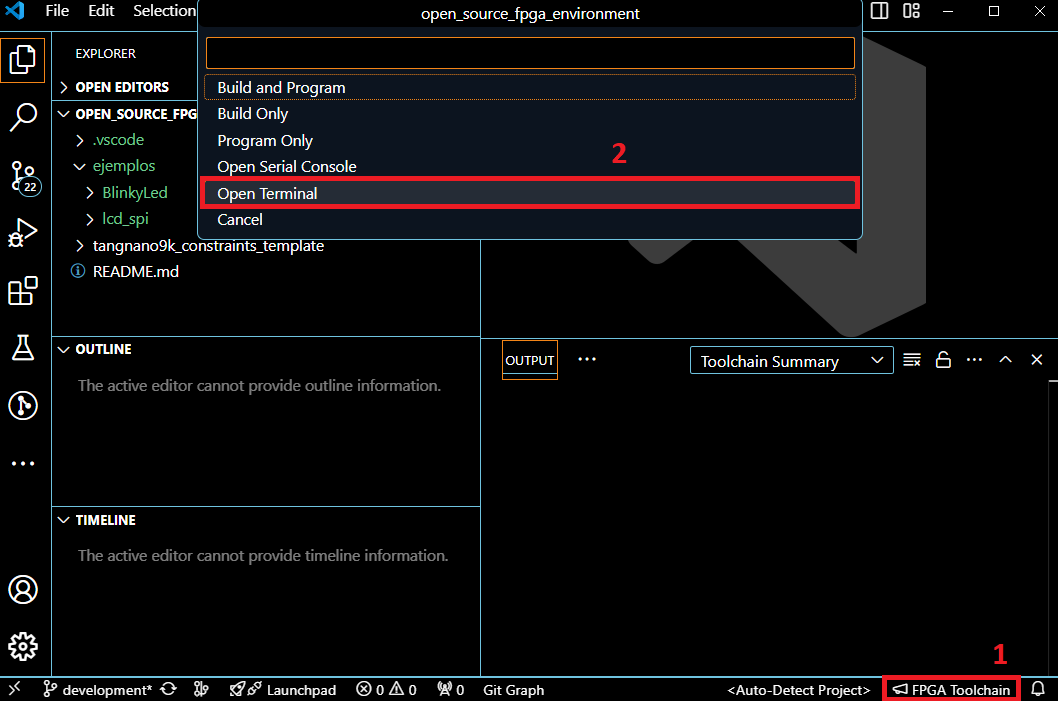 File Edit Selection
open_source_fpga_environment
EXPLORER
OPEN EDITORS
OPEN_SOURCE_FPG
.vscode
ejemplos
BlinkyLed
lcd_spi
tangnano9k_constraints_template
README.md
Build and Program
Build Only
Program Only
2
Open Serial Console
Open Terminal
Cancel
22
OUTLINE
The active editor cannot provide outline information.
OUTPUT
Toolchain Summary
TIMELINE
The active editor cannot provide timeline information.
1
development* Launchpad 0 0 0 Git Graph <Auto-Detect Project> FPGA Toolchain